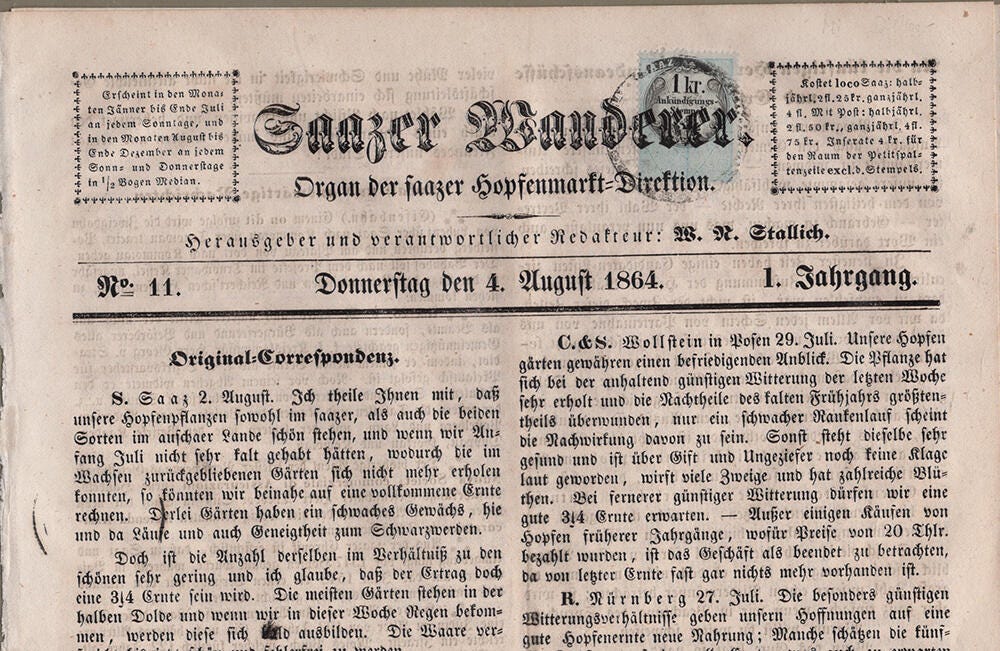 Erscheint in den Mona-
ten Jänner bis Ende Juli
an jedem Sonntage, und
in den Monaten August bis
Ende Dezember an jedem
Sonn- und Donnerstage
in 1/2 Bogen Median.
Saazer Wanderer.
1 kr.
Ankündigungs-
Kostet loco Saaz: halb-
jährl. 2 fl. 25 kr. ganzjährl.
4 fl. Mit Post: halbjährl.
2 fl. 50 kr., ganzjährl. 4 fl.
75 kr. Inserate 4 kr. für
den Raum der Petitspal-
tenzeile excl. d. Stempels.
Organ der saazer Hopfenmarkt-Direktion.
Herausgeber und verantwortlicher Redakteur: W. N. Stallich.
No: 11.
Donnerstag den 4. August 1864.
1. Jahrgang.
Original-Correspondenz.
S. Saaz 2. August. Ich theile Ihnen mit, daß
unsere Hopfenpflanzen sowohl im saazer, als auch die beiden
Sorten im auschaer Lande schön stehen, und wenn wir An-
fang Juli nicht sehr kalt gehabt hätten, wodurch die im
Wachsen zurückgebliebenen Gärten sich nicht mehr erholen
konnten, so könnten wir beinahe auf eine vollkommene Ernte
rechnen. Derlei Gärten haben ein schwaches Gewächs, hie
und da Läuse und auch Geneigtheit zum Schwarzwerden.
Doch ist die Anzahl derselben im Verhältniß zu den
schönen sehr gering und ich glaube, daß der Ertrag doch
eine 3|4 Ernte sein wird. Die meisten Gärten stehen in der
halben Dolde und wenn wir in dieser Woche Regen bekom-
men, werden diese sich bald ausbilden. Die Waare ver-
C. & S. Wollstein in Posen 29. Juli. Unsere Hopfen
gärten gewähren einen befriedigenden Anblick. Die Pflanze hat
sich bei der anhaltend günstigen Witterung der letzten Woche
sehr erholt und die Nachtheile des kalten Frühjahrs größten-
theils überwunden, nur ein schwacher Rankenlauf scheint
die Nachwirkung davon zu sein. Sonst steht dieselbe sehr
gesund und ist über Gift und Ungeziefer noch keine Klage
laut geworden, wirft viele Zweige und hat zahlreiche Blü-
then. Bei fernerer günstiger Witterung dürfen wir eine
gute 3|4 Ernte erwarten. — Außer einigen Käufen von
Hopfen früherer Jahrgänge, wofür Preise von 20 Thlr.
bezahlt wurden, ist das Geschäft als beendet zu betrachten,
da von letzter Ernte fast gar nichts mehr vorhanden ist.
R. Nürnberg 27. Juli. Die besonders günstigen
Witterungsverhältnisse geben unsern Hoffnungen auf eine
gute Hopfenernte neue Nahrung; Manche schätzen die fünf-